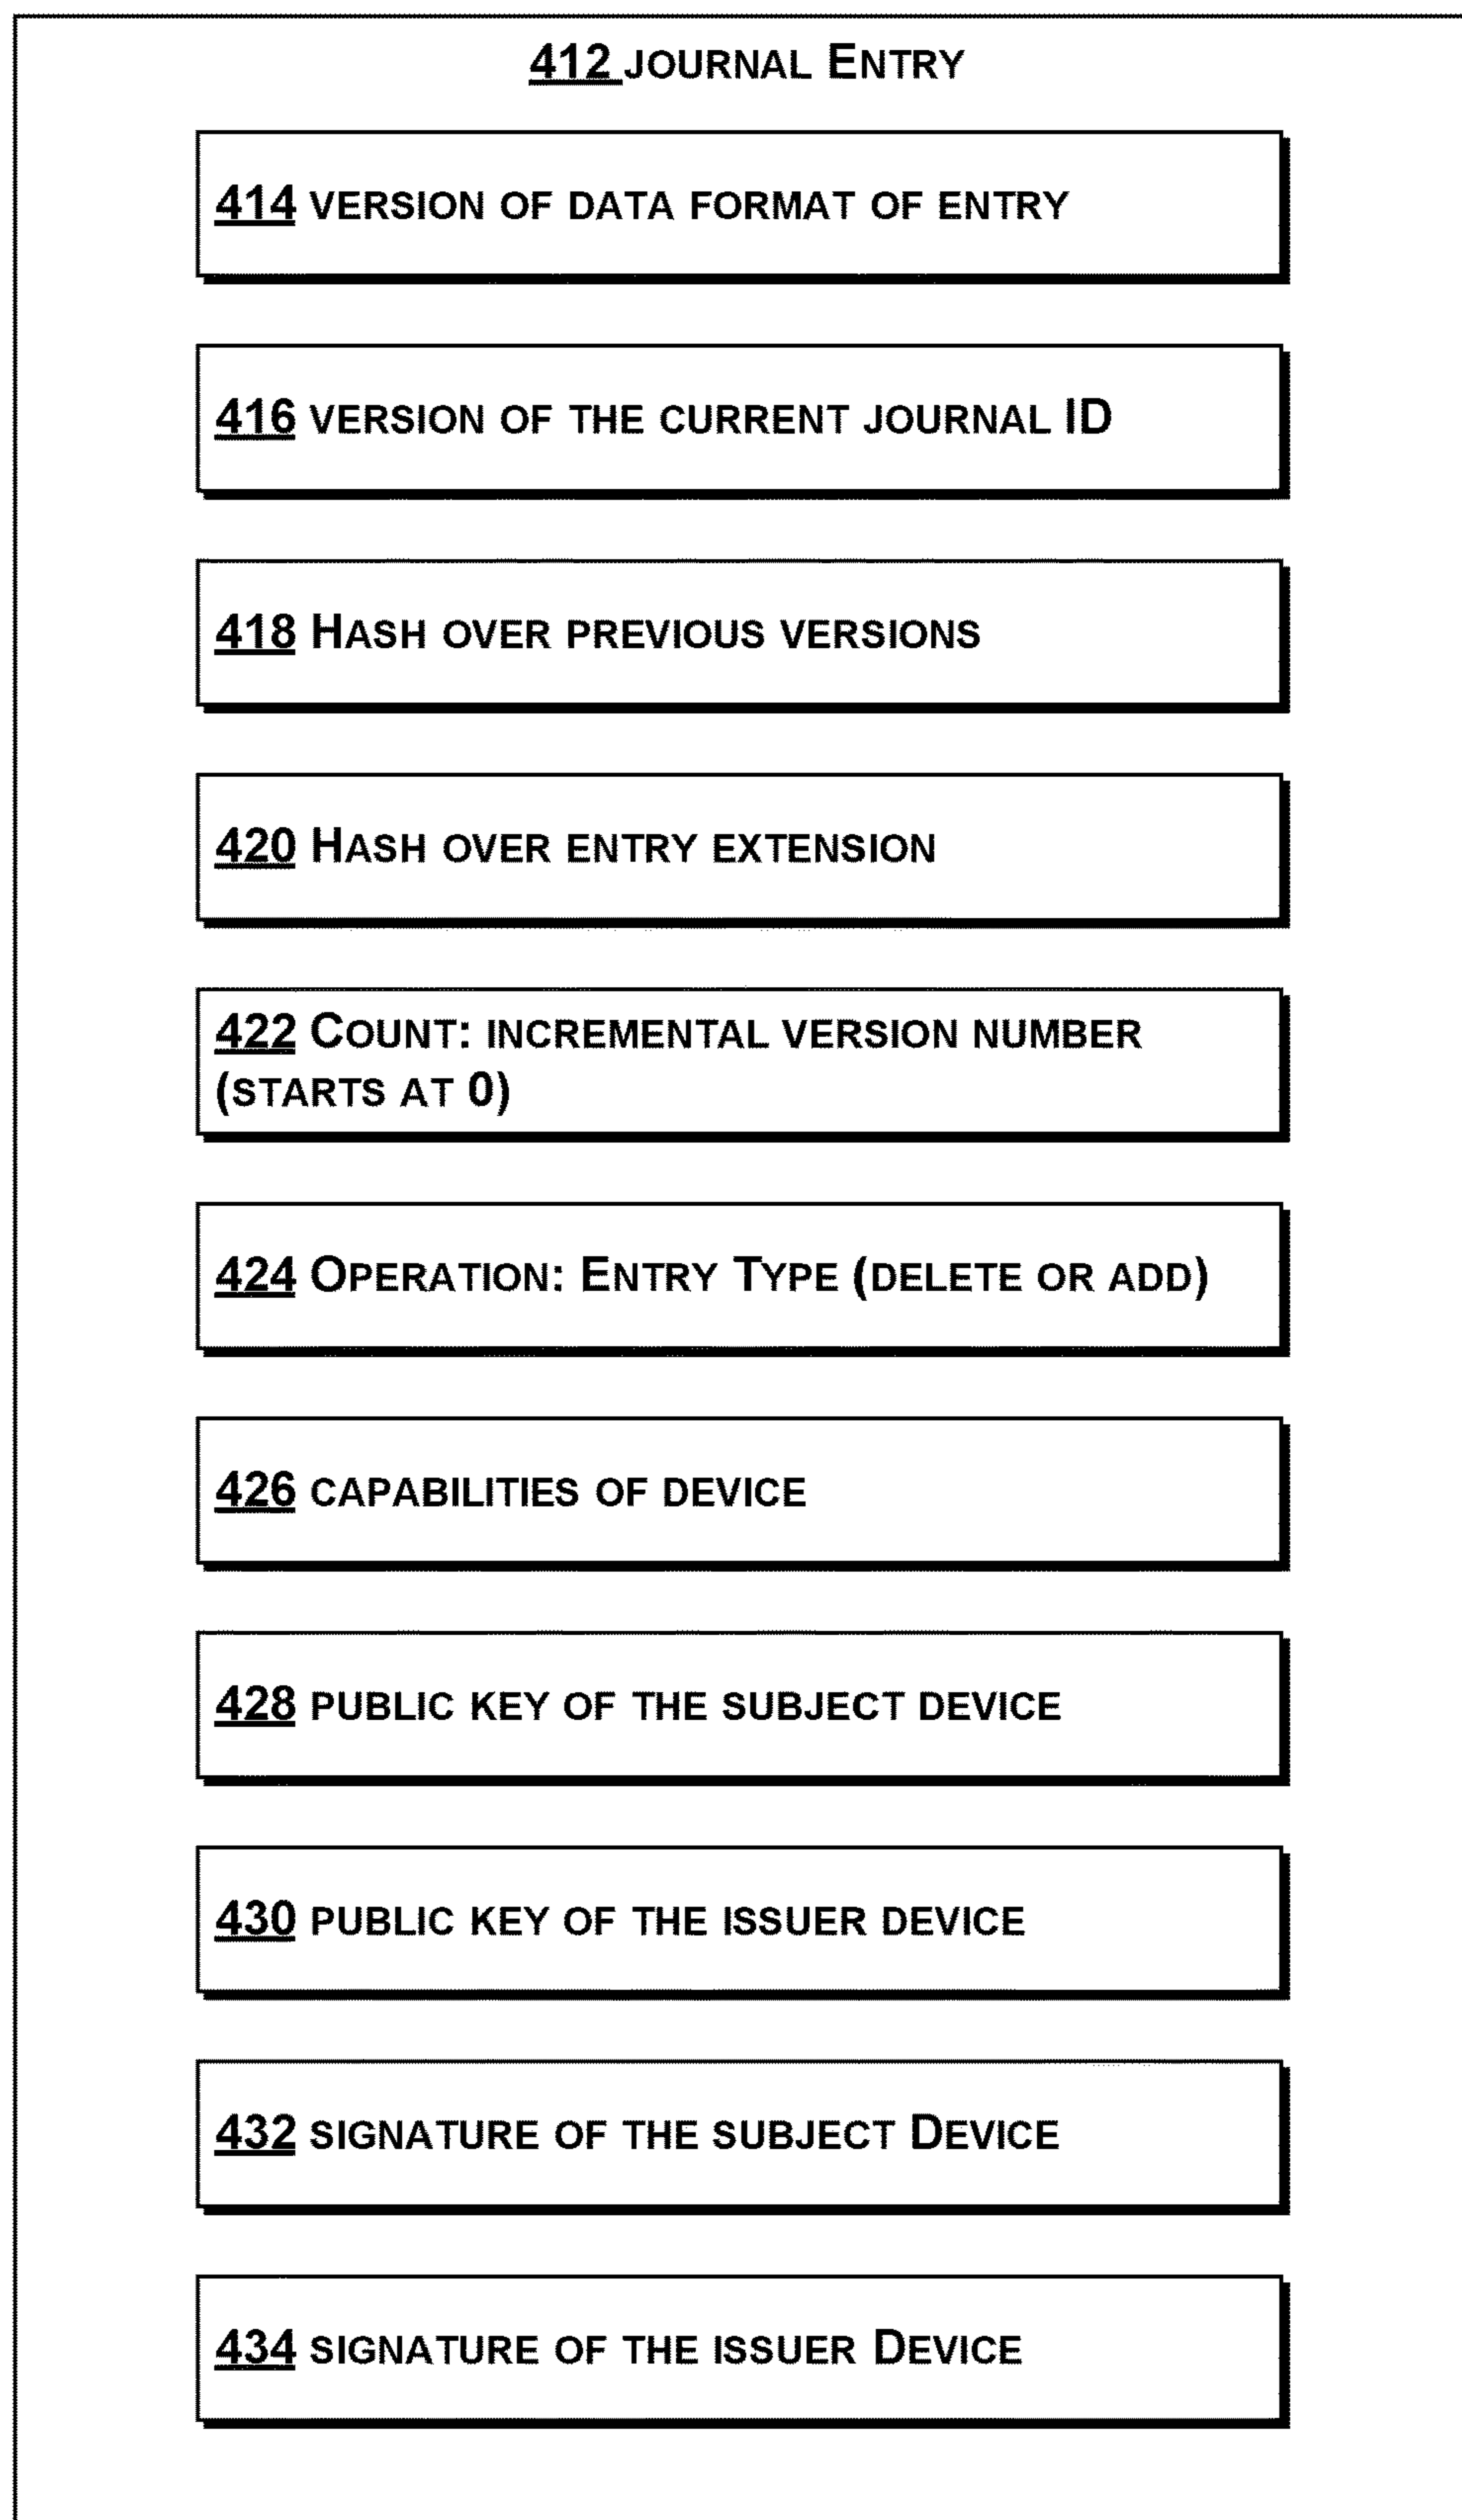 412 JOURNAL ENTRY
414 VERSION OF DATA FORMAT OF ENTRY
416 VERSION OF THE CURRENT JOURNAL ID
418 HASH OVER PREVIOUS VERSIONS
420 HASH OVER ENTRY EXTENSION
422 COUNT: INCREMENTAL VERSION NUMBER
(STARTS AT 0)
424 OPERATION: ENTRY TYPE (DELETE OR ADD)
426 CAPABILITIES OF DEVICE
428 PUBLIC KEY OF THE SUBJECT DEVICE
430 PUBLIC KEY OF THE ISSUER DEVICE
432 SIGNATURE OF THE SUBJECT DEVICE
434 SIGNATURE OF THE ISSUER DEVICE